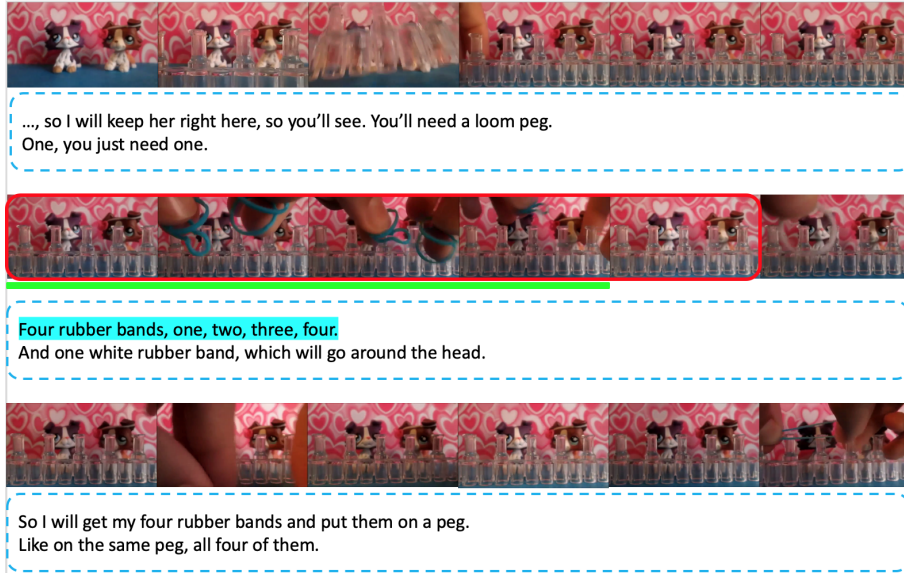 ..., so I will keep her right here, so you’ll see. You’ll need a loom peg.
One, you just need one.
Four rubber bands, one, two, three, four.
And one white rubber band, which will go around the head.
So I will get my four rubber bands and put them on a peg.
Like on the same peg, all four of them.